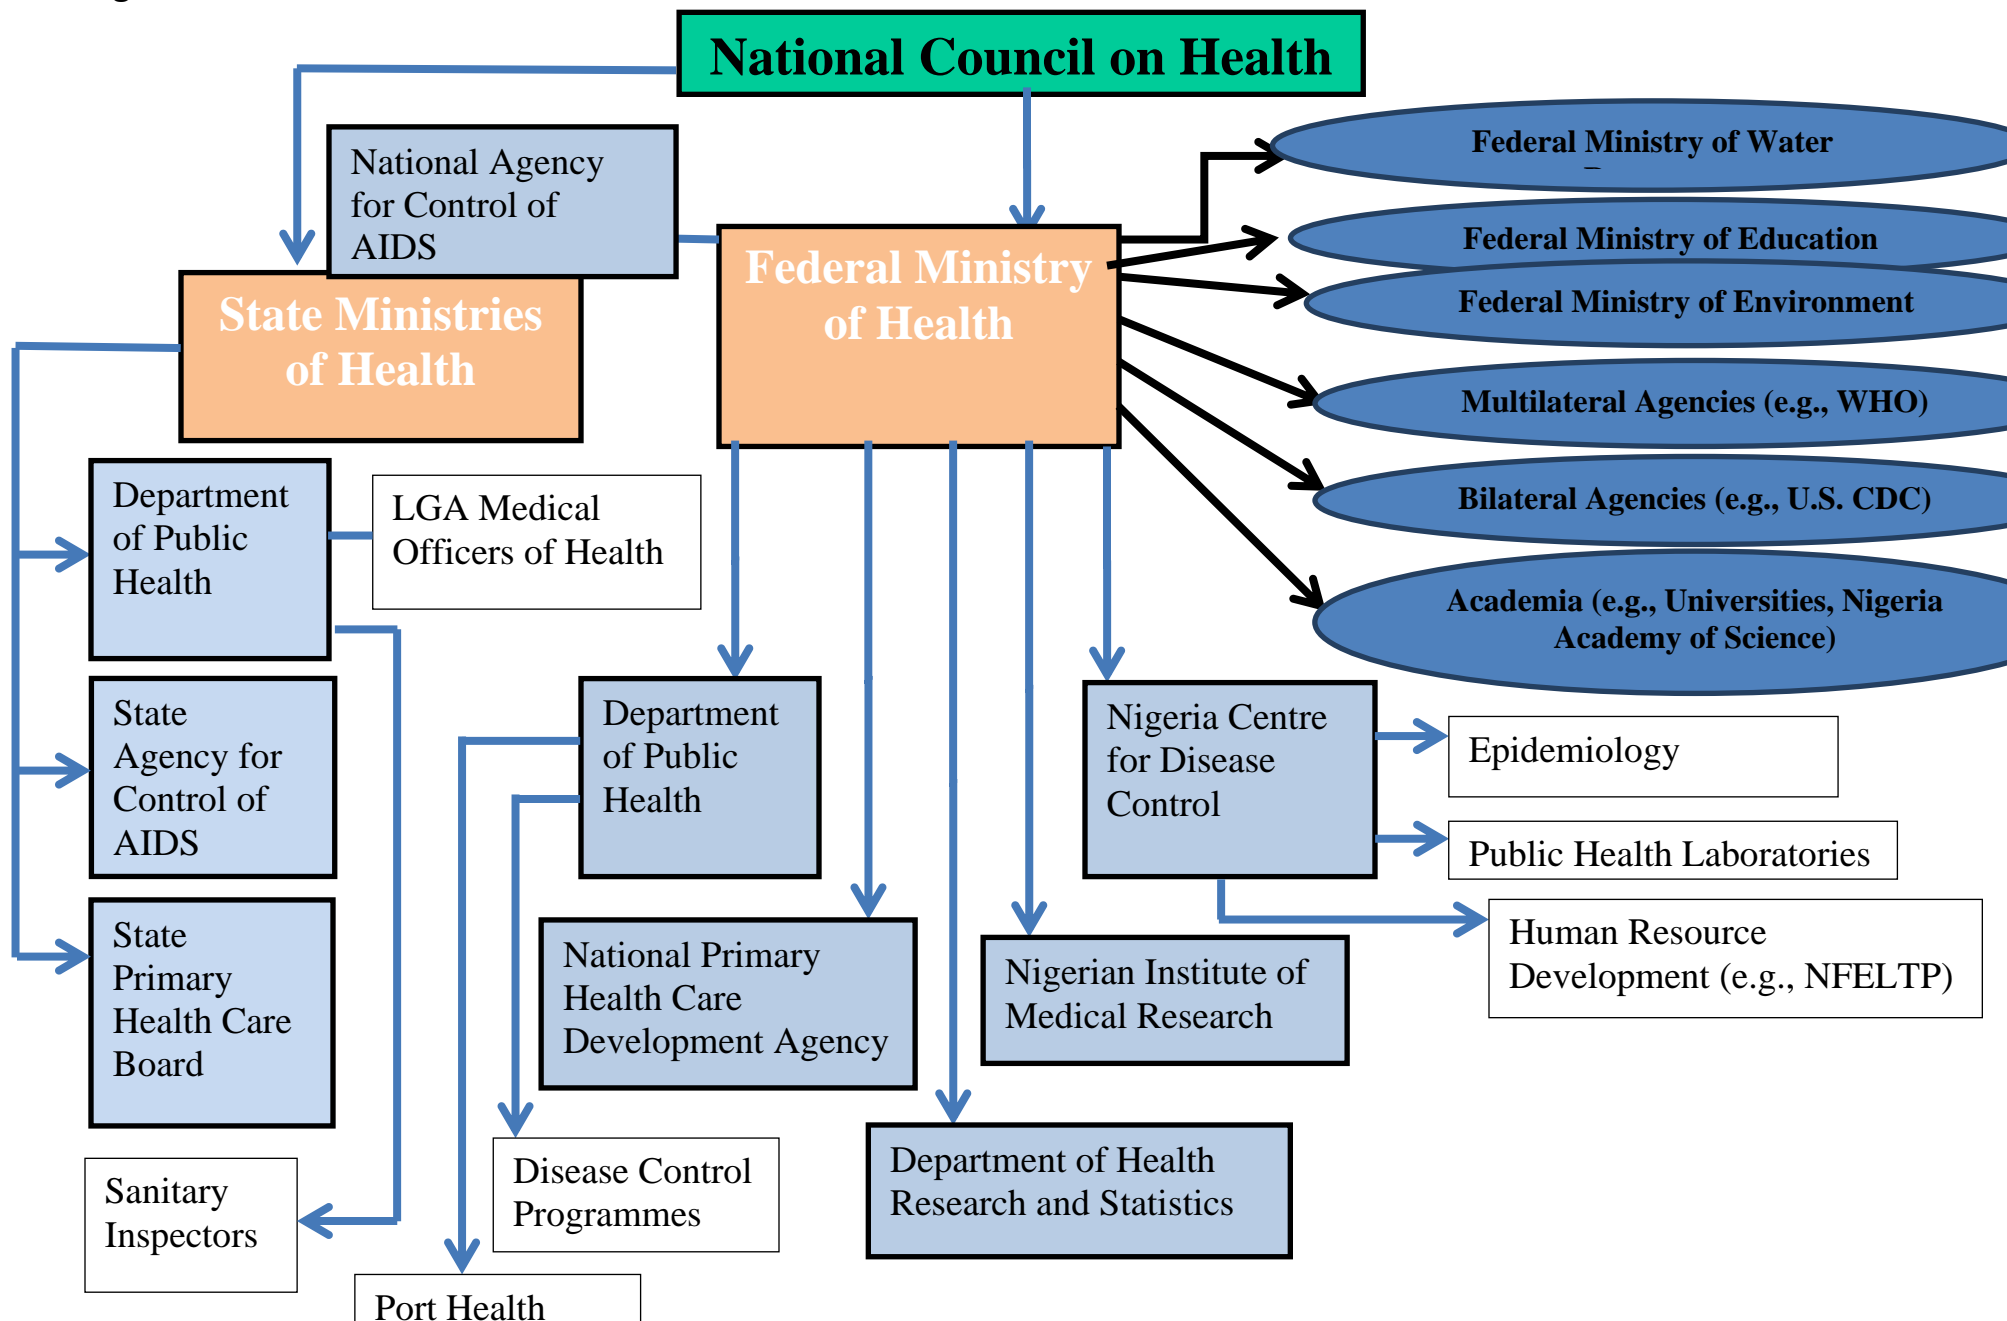 National Council on Health
National Agency
for Control of
AIDS
Federal Ministry of Water
Federal Ministry of Education
Federal Ministry of Environment
Multilateral Agencies (e.g., WHO)
Bilateral Agencies (e.g., U.S. CDC)
Academia (e.g., Universities, Nigeria
Academy of Science)
State Ministries
of Health
Federal Ministry
of Health
Department
of Public
Health
LGA Medical
Officers of Health
State
Agency for
Control of
AIDS
State
Primary
Health Care
Board
Sanitary
Inspectors
Department
of Public
Health
National Primary
Health Care
Development Agency
Disease Control
Programmes
Port Health
Nigeria Centre
for Disease
Control
Epidemiology
Public Health Laboratories
Human Resource
Development (e.g., NFELTP)
Nigerian Institute of
Medical Research
Department of Health
Research and Statistics